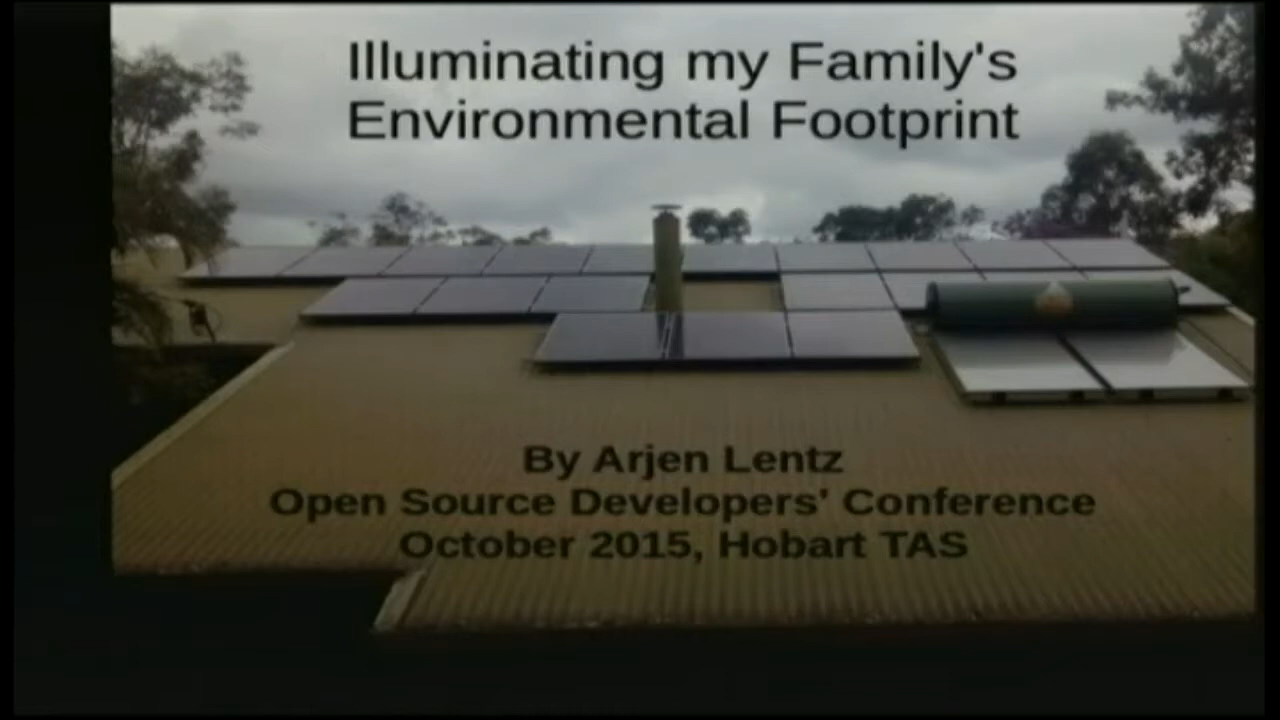 Illuminating my Family's
Environmental Footprint
By Arjen Lentz
Open Source Developers' Conference
October 2015, Hobart TAS